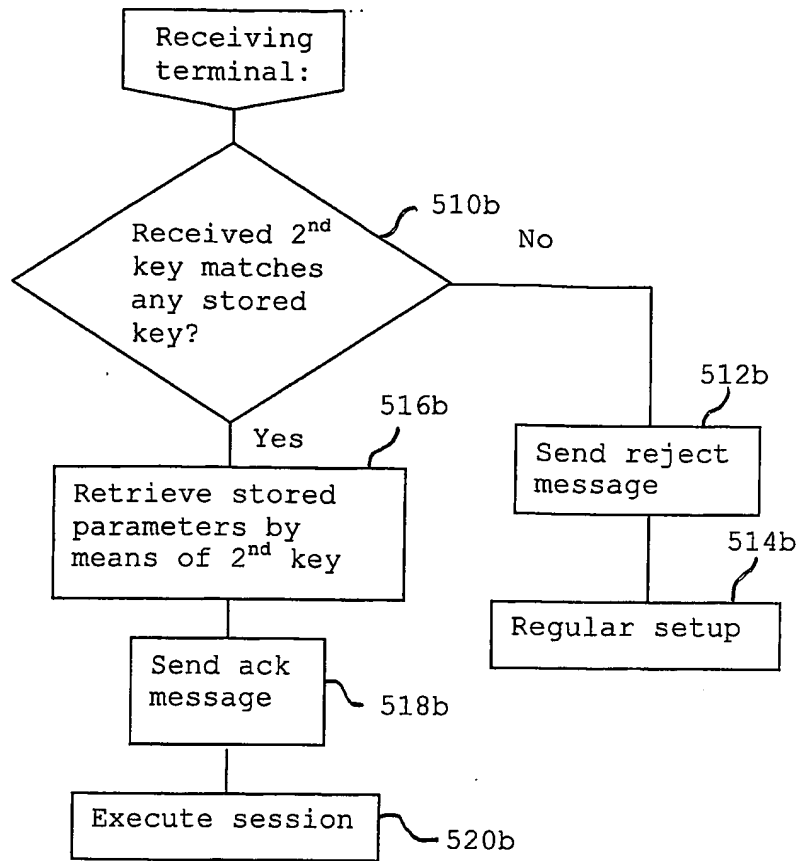 Receiving
terminal:
510b
Received 2nd
key matches
any stored
key?
No
Yes
516b
Retrieve stored
parameters by
means of 2nd key
512b
Send reject
message
514b
Regular setup
Send ack
message
518b
Execute session
520b